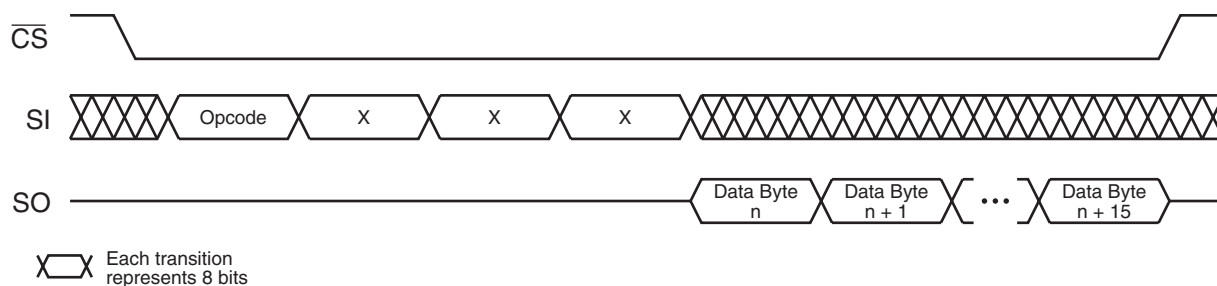 CS
SI
Opcode
X
X
X
SO
Data Byte
n
Data Byte
n + 1
•••
Data Byte
n + 15
Each transition
represents 8 bits